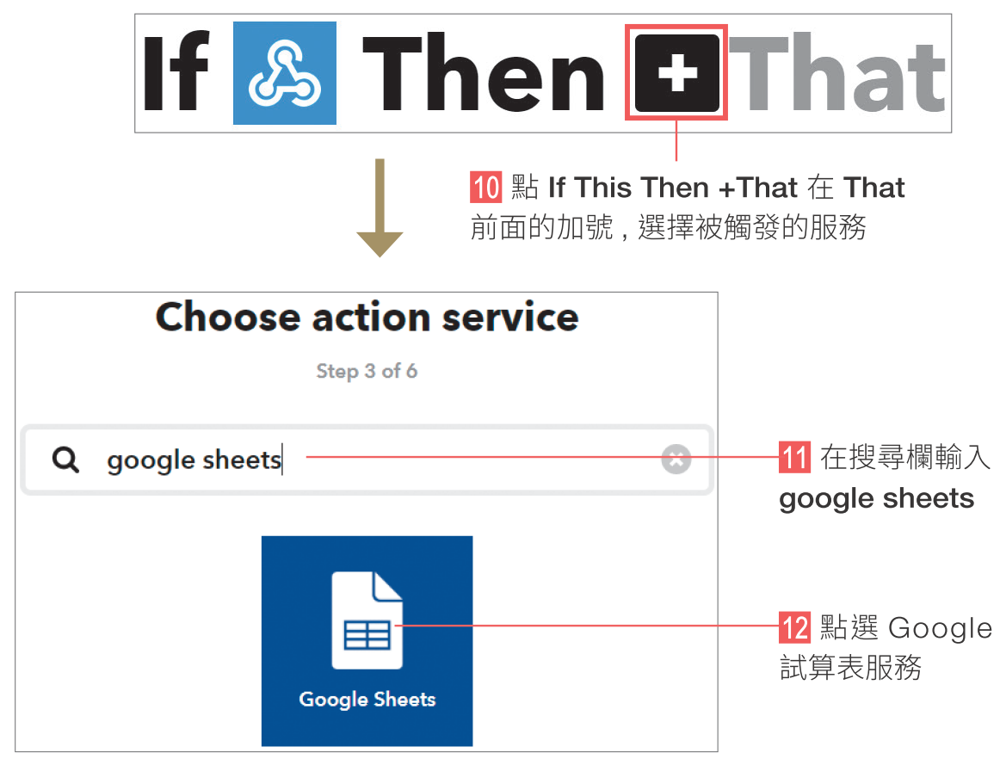 If Then + That
10 點 If This Then +That 在 That
前面的加號 , 選擇被觸發的服務
Choose action service
Step 3 of 6
google sheets
11 在搜尋欄輸入
google sheets
12 點選 Google
試算表服務
Google Sheets